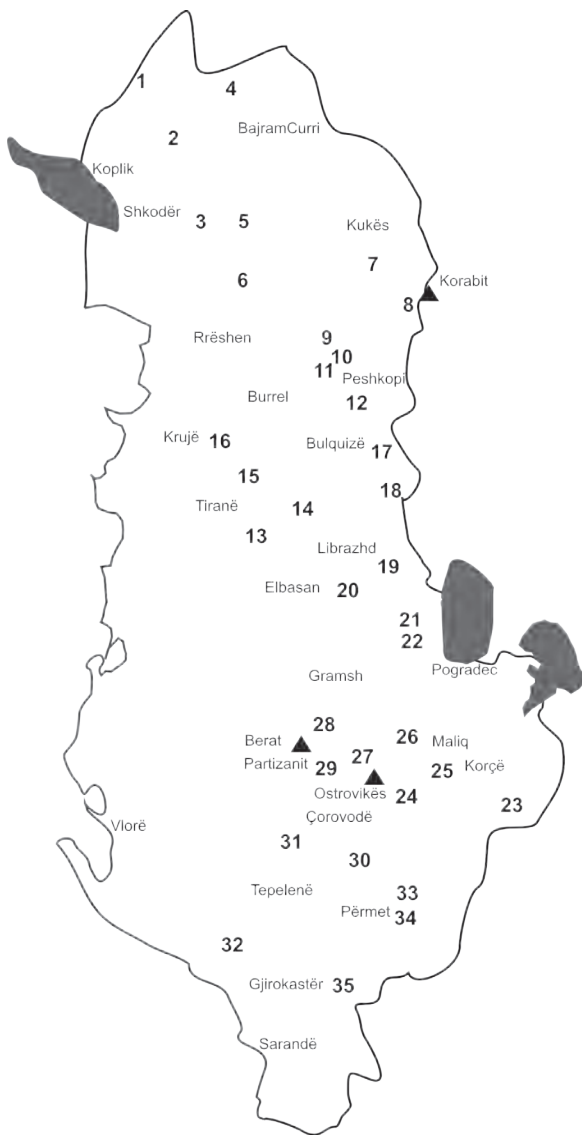 1
4
BajramCurri
2
Koplik
Shkodër
3
5
Kukës
7
6
Korabit
8
Rrëshen
9
10
11
Peshkopi
Burrel
12
Krujë
16
Bulquizë
17
15
18
Tiranë
14
13
Librazhd
19
Elbasan
20
21
22
Pogradec
Gramsh
28
26
Berat
Maliq
27
Partizanit
29
25
Korçë
Ostrovikës
24
23
Çorovodë
Vlorë
31
30
Tepelenë
33
Përmet
34
32
Gjirokastër
35
Sarandë